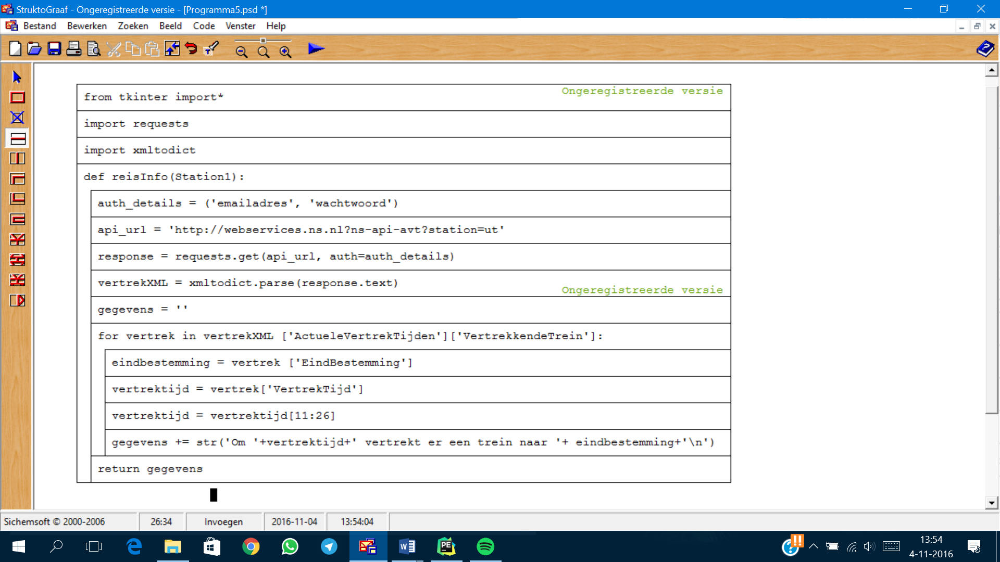 StruktoGraaf - Ongeregistreerde versie - [Programma5.psd *]
Bestand Bewerken Zoeken Beeld Code Venster Help
from tkinter import*
Ongeregistreerde versie
import requests
import xmltodict
def reisInfo(Station1):
auth_details = ('emailadres', 'wachtwoord')
api_url = 'http://webservices.ns.nl?ns-api-avt?station=ut'
response = requests.get(api_url, auth=auth_details)
vertrekXML = xmltodict.parse(response.text)
Ongeregistreerde versie
gegevens = ''
for vertrek in vertrekXML ['ActueleVertrekTijden']['VertrekkendeTrein']:
eindbestemming = vertrek ['EindBestemming']
vertrektijd = vertrek['VertrekTijd']
vertrektijd = vertrektijd[11:26]
gegevens += str('Om '+vertrektijd+' vertrekt er een trein naar '+ eindbestemming+'\n')
return gegevens
Sichemsoft © 2000-2006 26:34 Invoegen 2016-11-04 13:54:04
13:54
4-11-2016